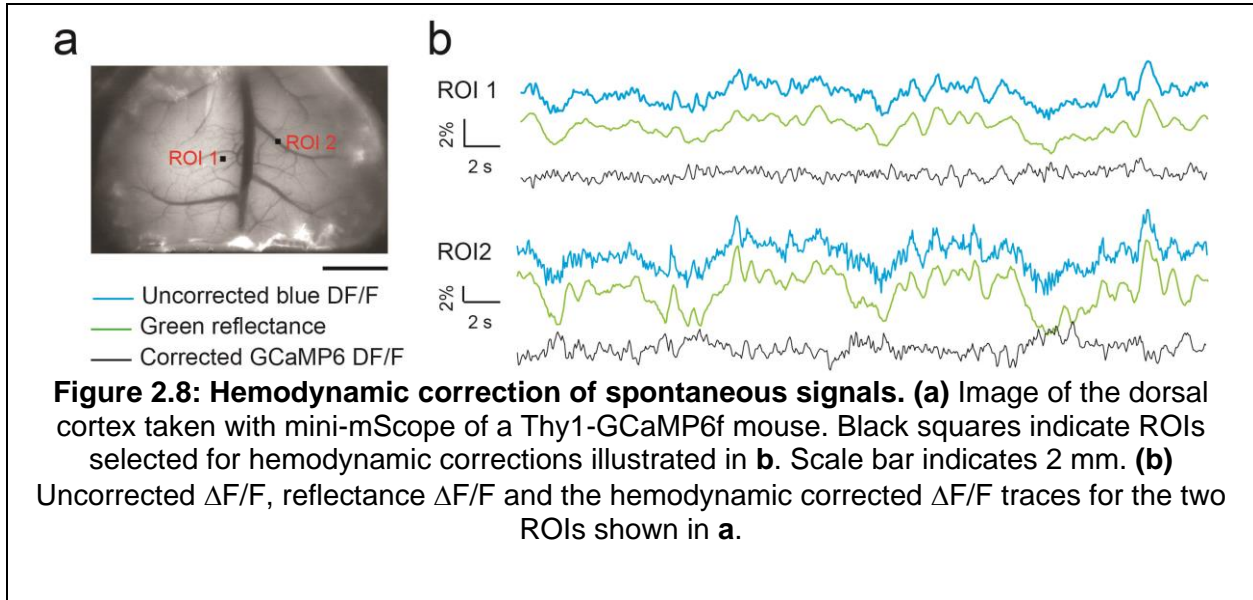 a
ROI 1
ROI 2
Uncorrected blue DF/F
Green reflectance
Corrected GCaMP6 DF/F
b
ROI 1
2%
2 s
ROI2
2%
2 s
Figure 2.8: Hemodynamic correction of spontaneous signals. (a) Image of the dorsal
cortex taken with mini-mScope of a Thy1-GCaMP6f mouse. Black squares indicate ROIs
selected for hemodynamic corrections illustrated in b. Scale bar indicates 2 mm. (b)
Uncorrected ΔF/F, reflectance ΔF/F and the hemodynamic corrected ΔF/F traces for the two
ROIs shown in a.